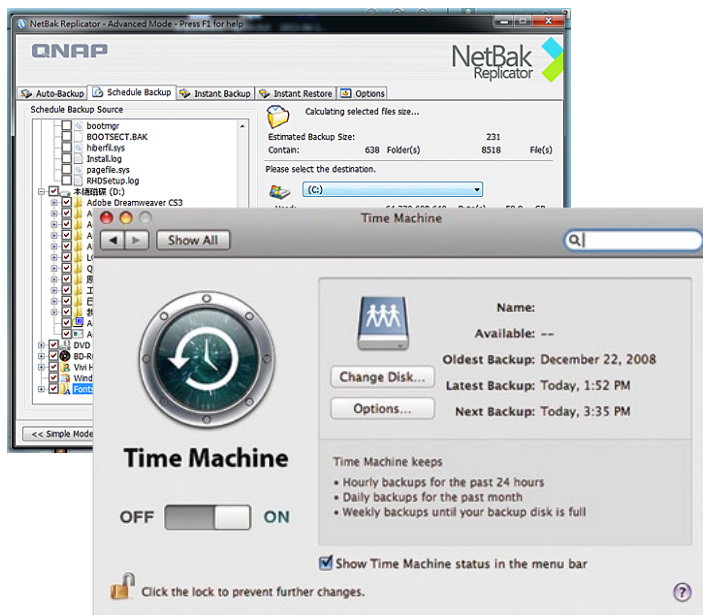 NetBak Replicator - Advanced Mode - Press F1 for help
QNAP
NetBak
Replicator
Auto-Backup
Schedule Backup
Instant Backup
Instant Restore
Options
Schedule Backup Source
bootmgr
BOOTSECT.BAK
hiberfil.sys
Install.log
pagefile.sys
RHDSetup.log
本機磁碟 (D:)
Adobe Dreamweaver CS3
DVD
BD-R
Vivi H
Wind
Fonts
<< Simple Mode
Calculating selected files size...
Estimated Backup Size: 231
Contain: 638 Folder(s) 8518 File(s)
Please select the destination.
(C:)
Time Machine
Show All
Time Machine
OFF ON
Name:
Available: --
Oldest Backup: December 22, 2008
Latest Backup: Today, 1:52 PM
Next Backup: Today, 3:35 PM
Change Disk...
Options...
Time Machine keeps
• Hourly backups for the past 24 hours
• Daily backups for the past month
• Weekly backups until your backup disk is full
Show Time Machine status in the menu bar
Click the lock to prevent further changes.
?